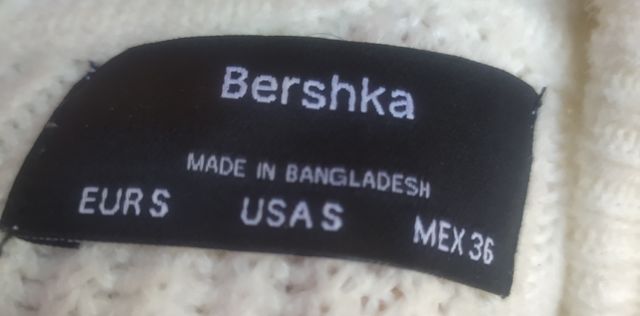 Bershka
MADE IN BANGLADESH
EUR S USA S MEX 36